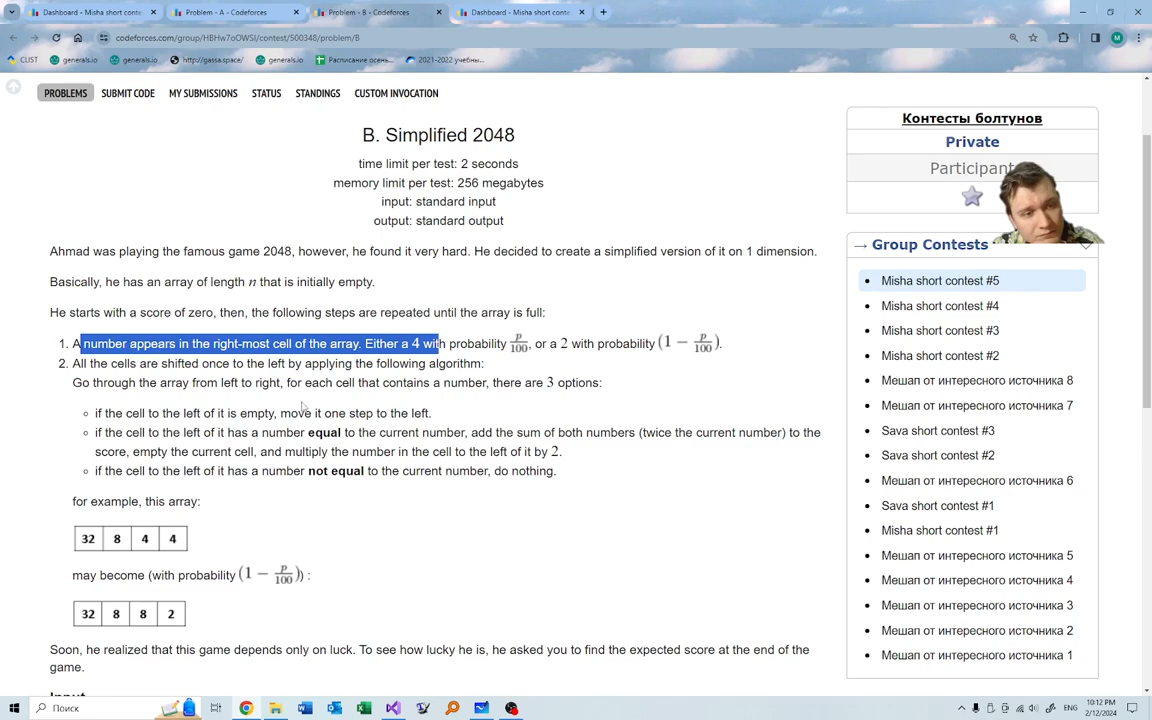 Dashboard - Misha short conte
Problem - A - Codeforces
Problem - B - Codeforces
Dashboard - Misha short conte
codeforces.com/group/HBHw7oOWSI/contest/500348/problem/B
CLIST
generals.io
generals.io
http://gassa.space/
generals.io
Расписание осень...
2021-2022 учебны...
PROBLEMS
SUBMIT CODE
MY SUBMISSIONS
STATUS
STANDINGS
CUSTOM INVOCATION
B. Simplified 2048
time limit per test: 2 seconds
memory limit per test: 256 megabytes
input: standard input
output: standard output
Ahmad was playing the famous game 2048, however, he found it very hard. He decided to create a simplified version of it on 1 dimension.
Basically, he has an array of length n that is initially empty.
He starts with a score of zero, then, the following steps are repeated until the array is full:
1. A number appears in the right-most cell of the array. Either a 4 with probability p/100, or a 2 with probability (1 − p/100).
2. All the cells are shifted once to the left by applying the following algorithm:
Go through the array from left to right, for each cell that contains a number, there are 3 options:
if the cell to the left of it is empty, move it one step to the left.
if the cell to the left of it has a number equal to the current number, add the sum of both numbers (twice the current number) to the
score, empty the current cell, and multiply the number in the cell to the left of it by 2.
if the cell to the left of it has a number not equal to the current number, do nothing.
for example, this array:
32 8 4 4
may become (with probability (1 − p/100)) :
32 8 8 2
Soon, he realized that this game depends only on luck. To see how lucky he is, he asked you to find the expected score at the end of the
game.
Контесты болтунов
Private
Participant
→ Group Contests
Misha short contest #5
Misha short contest #4
Misha short contest #3
Misha short contest #2
Мешап от интересного источника 8
Мешап от интересного источника 7
Sava short contest #3
Sava short contest #2
Мешап от интересного источника 6
Sava short contest #1
Misha short contest #1
Мешап от интересного источника 5
Мешап от интересного источника 4
Мешап от интересного источника 3
Мешап от интересного источника 2
Мешап от интересного источника 1
Поиск
ENG
10:12 PM
2/12/2024